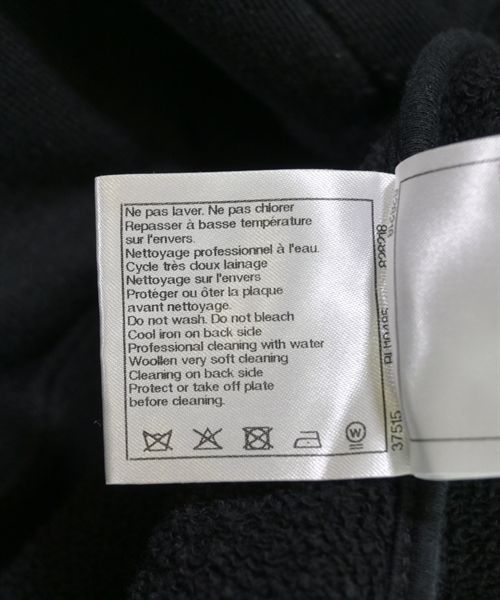 Ne pas laver. Ne pas chlorer
Repasser à basse température
sur l'envers.
Nettoyage professionnel à l'eau.
Cycle très doux lainage
Nettoyage sur l'envers
Protéger ou ôter la plaque
avant nettoyage.
Do not wash. Do not bleach
Cool iron on back side
Professional cleaning with water
Woollen very soft cleaning
Cleaning on back side
Protect or take off plate
before cleaning.
W
37515